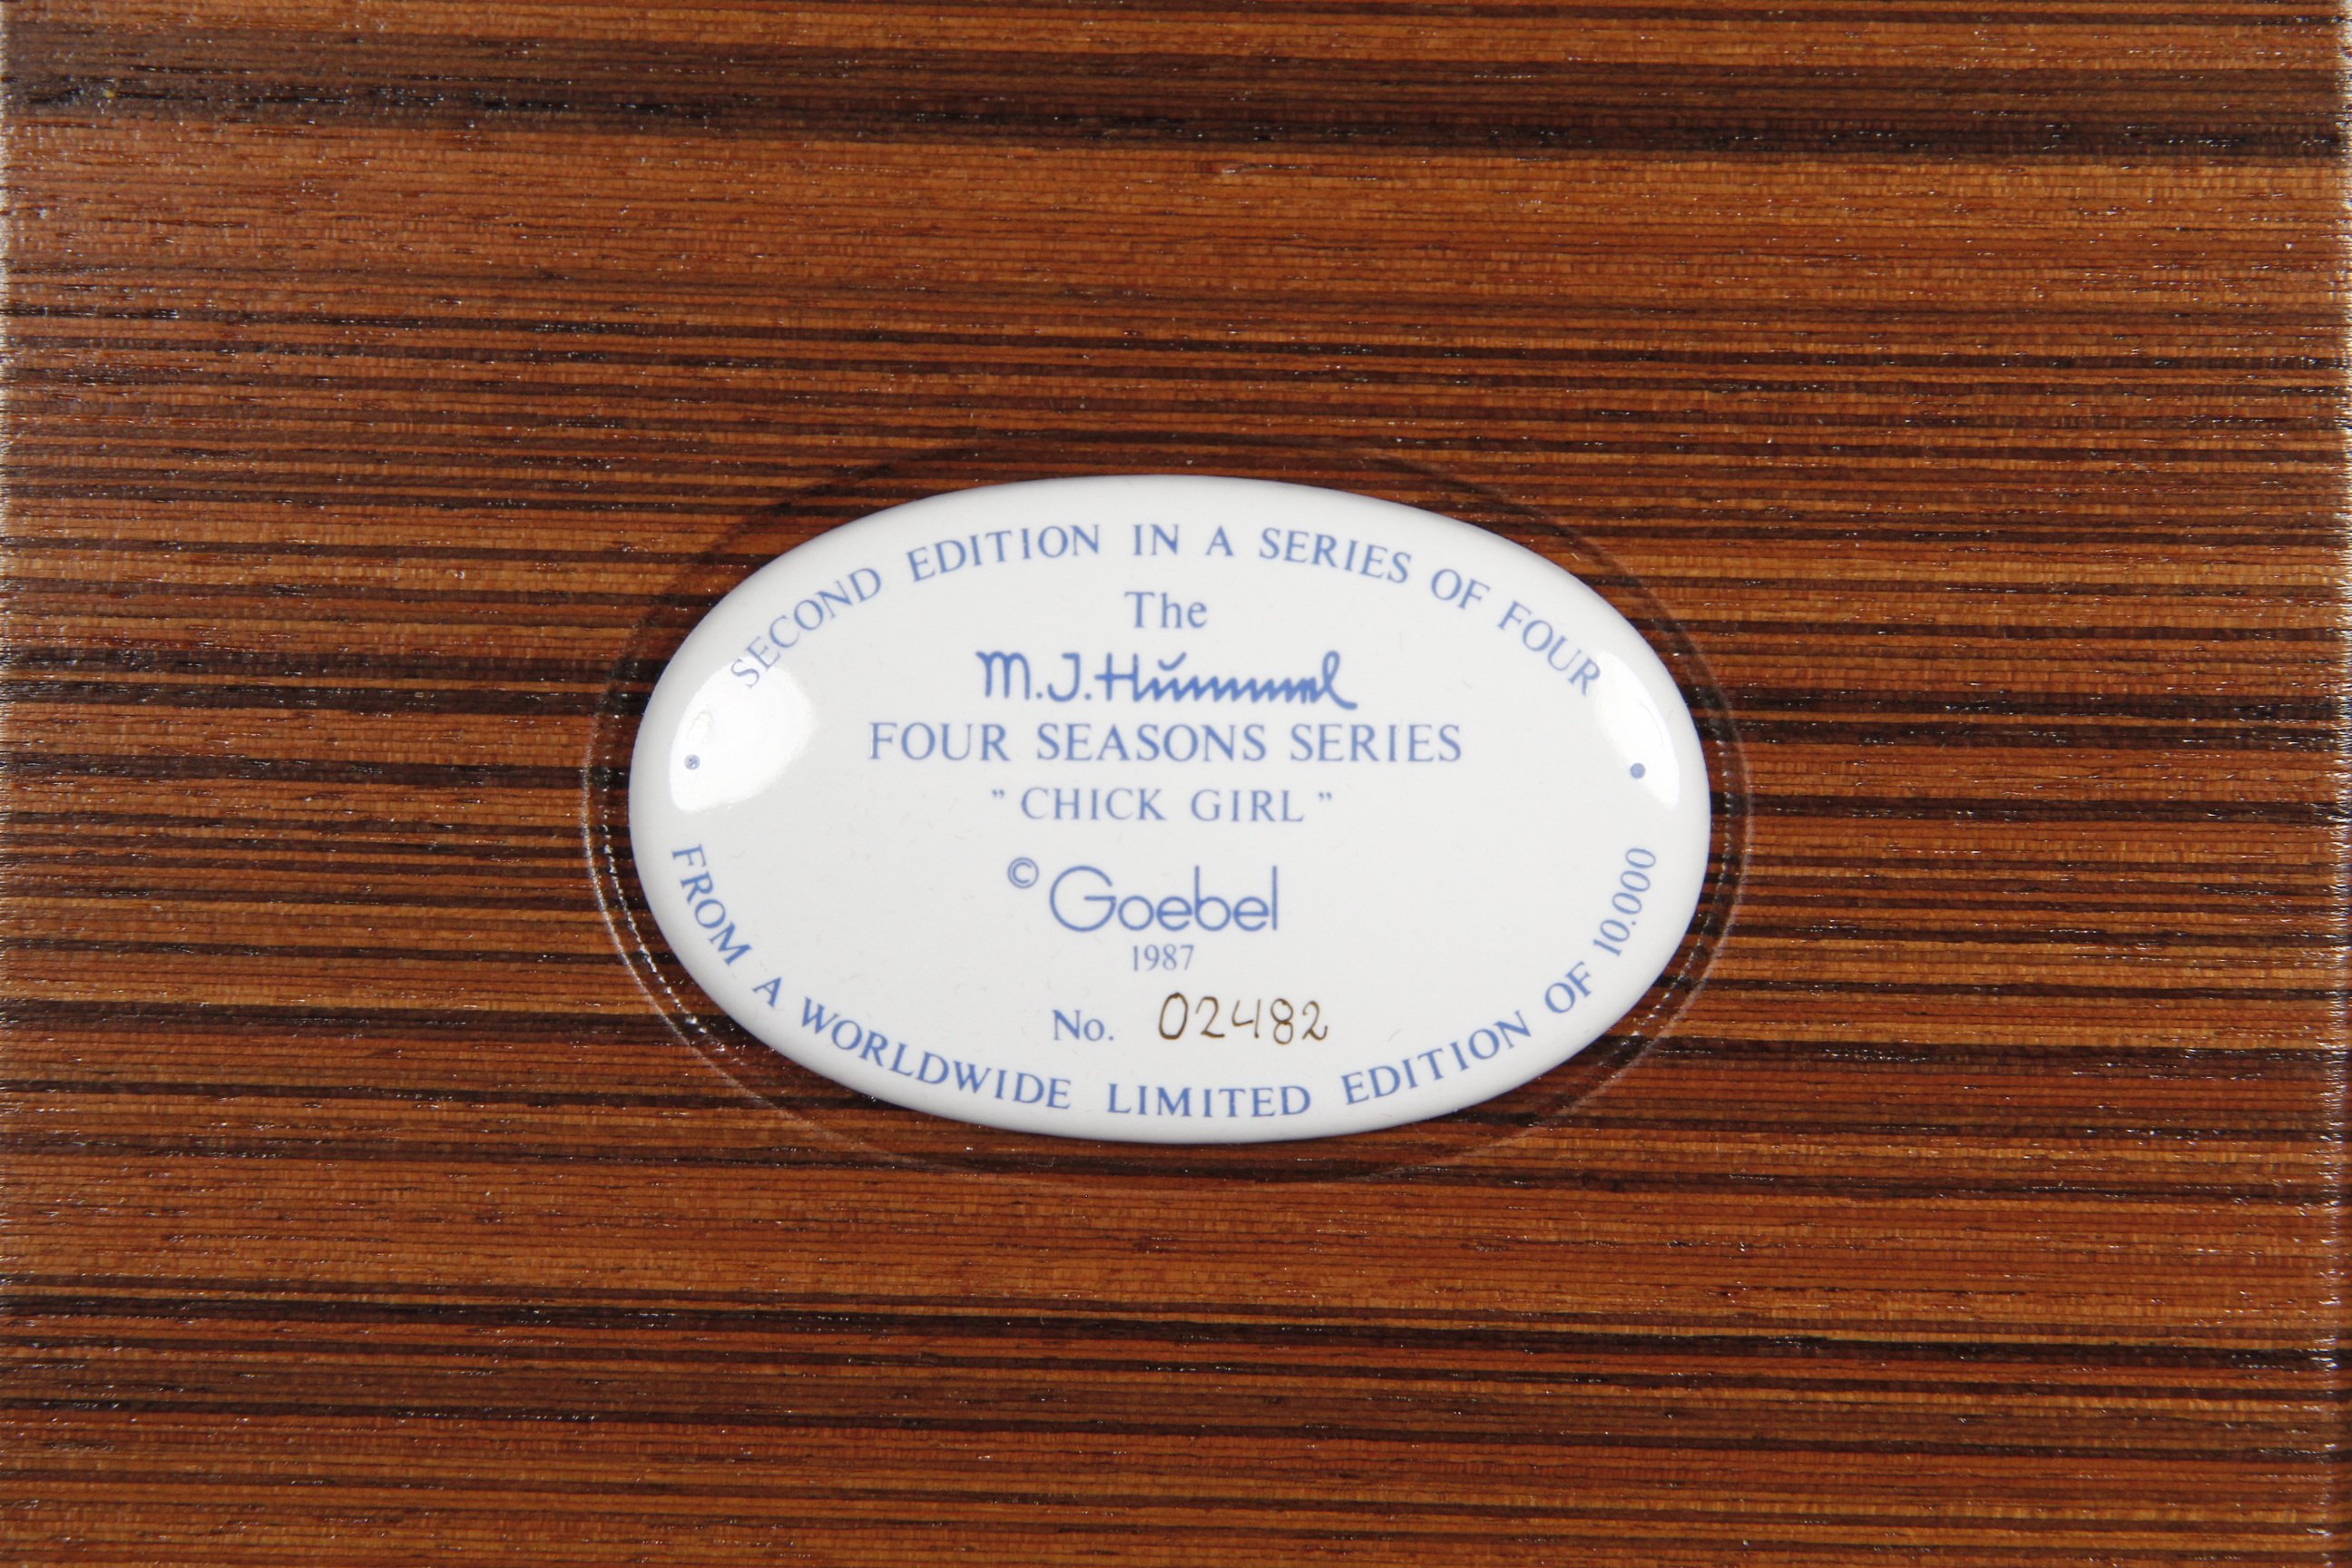 SECOND EDITION IN A SERIES OF FOUR
The
M.J.Hŭmmel
FOUR SEASONS SERIES
” CHICK GIRL ”
© Goebel
1987
No. 02482
FROM A WORLDWIDE LIMITED EDITION OF 10.000